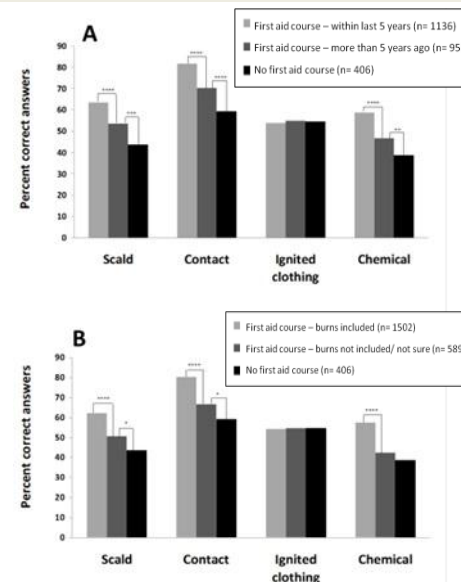 A
First aid course – within last 5 years (n= 1136)
First aid course – more than 5 years ago (n= 95
No first aid course (n= 406)
Percent correct answers
90
80
70
60
50
40
30
20
10
0
****
***
****
****
****
**
Scald
Contact
Ignited
clothing
Chemical
B
First aid course – burns included (n= 1502)
First aid course – burns not included/ not sure (n= 589
No first aid course (n= 406)
Percent correct answers
90
80
70
60
50
40
30
20
10
0
****
*
****
*
****
Scald
Contact
Ignited
clothing
Chemical